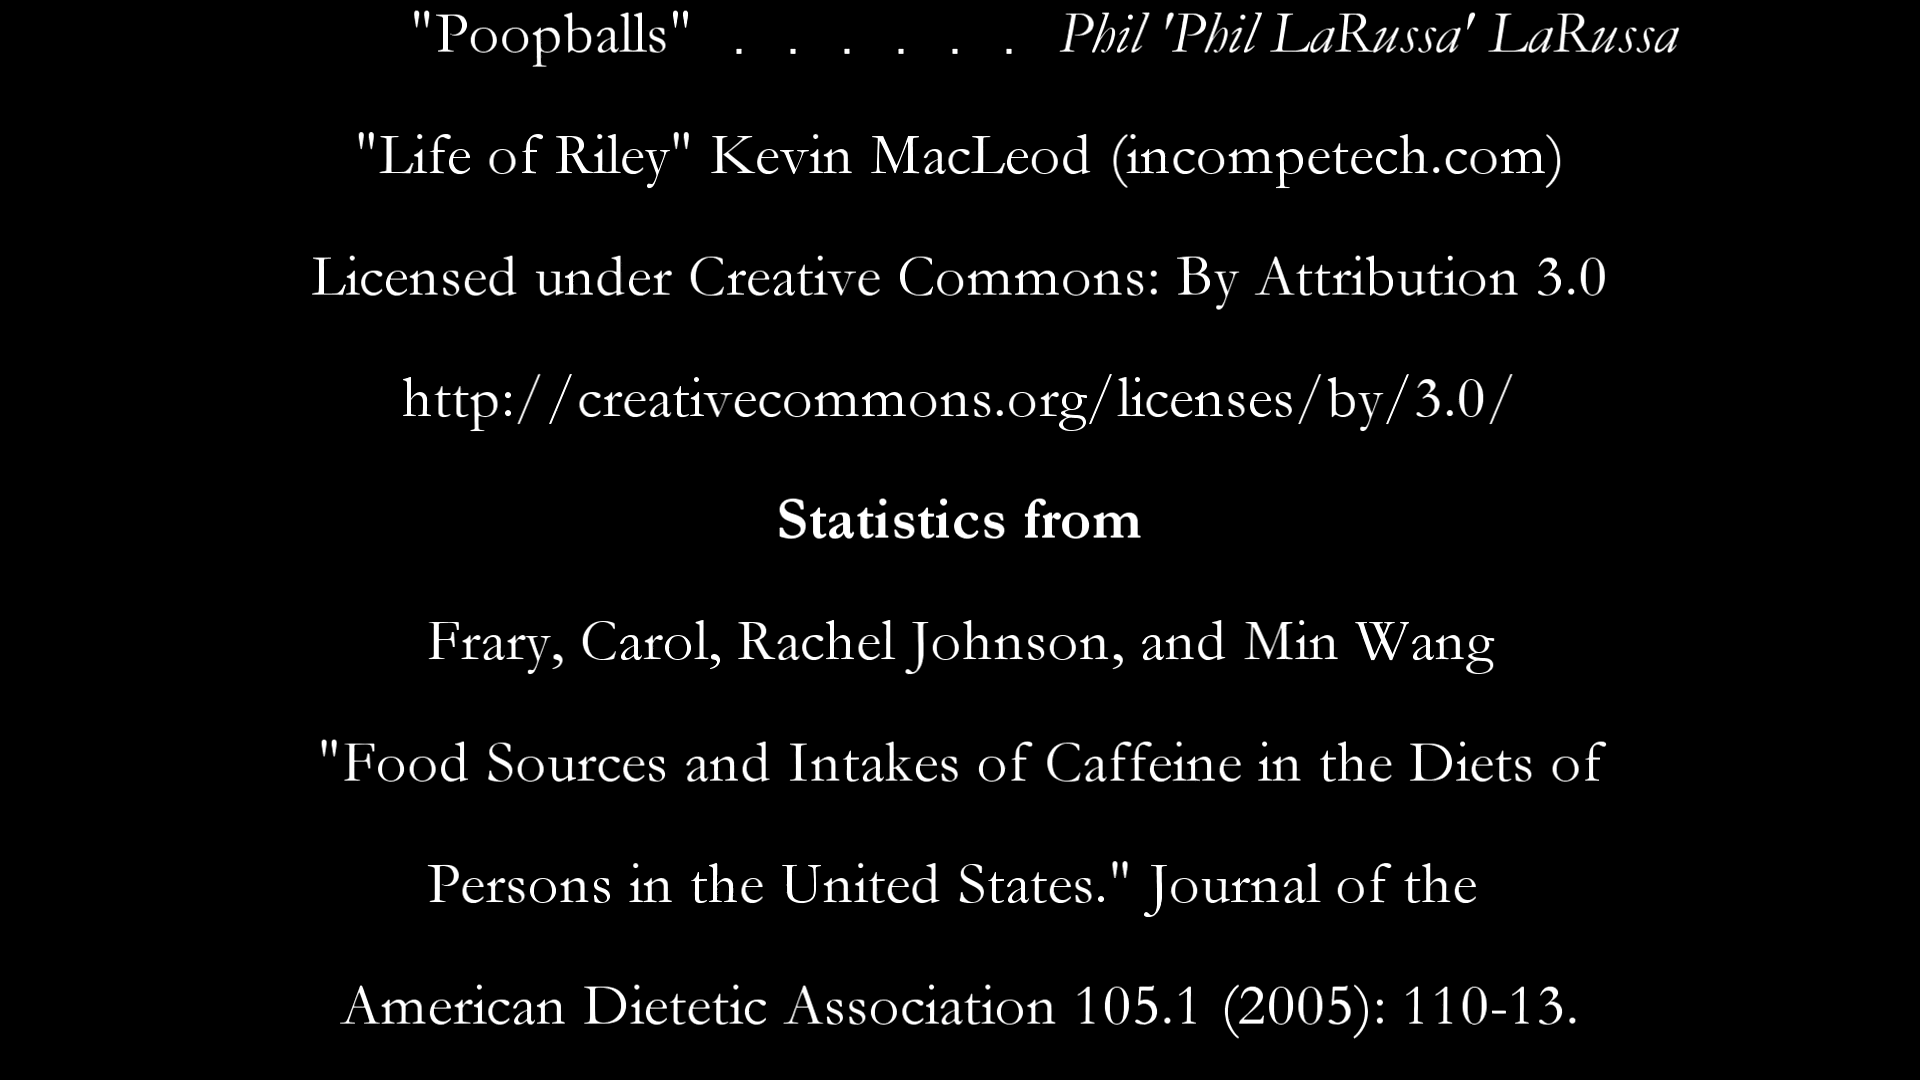 "Poopballs" . . . . . . Phil 'Phil LaRussa' LaRussa
"Life of Riley" Kevin MacLeod (incompetech.com)
Licensed under Creative Commons: By Attribution 3.0
http://creativecommons.org/licenses/by/3.0/
Statistics from
Frary, Carol, Rachel Johnson, and Min Wang
"Food Sources and Intakes of Caffeine in the Diets of
Persons in the United States." Journal of the
American Dietetic Association 105.1 (2005): 110-13.